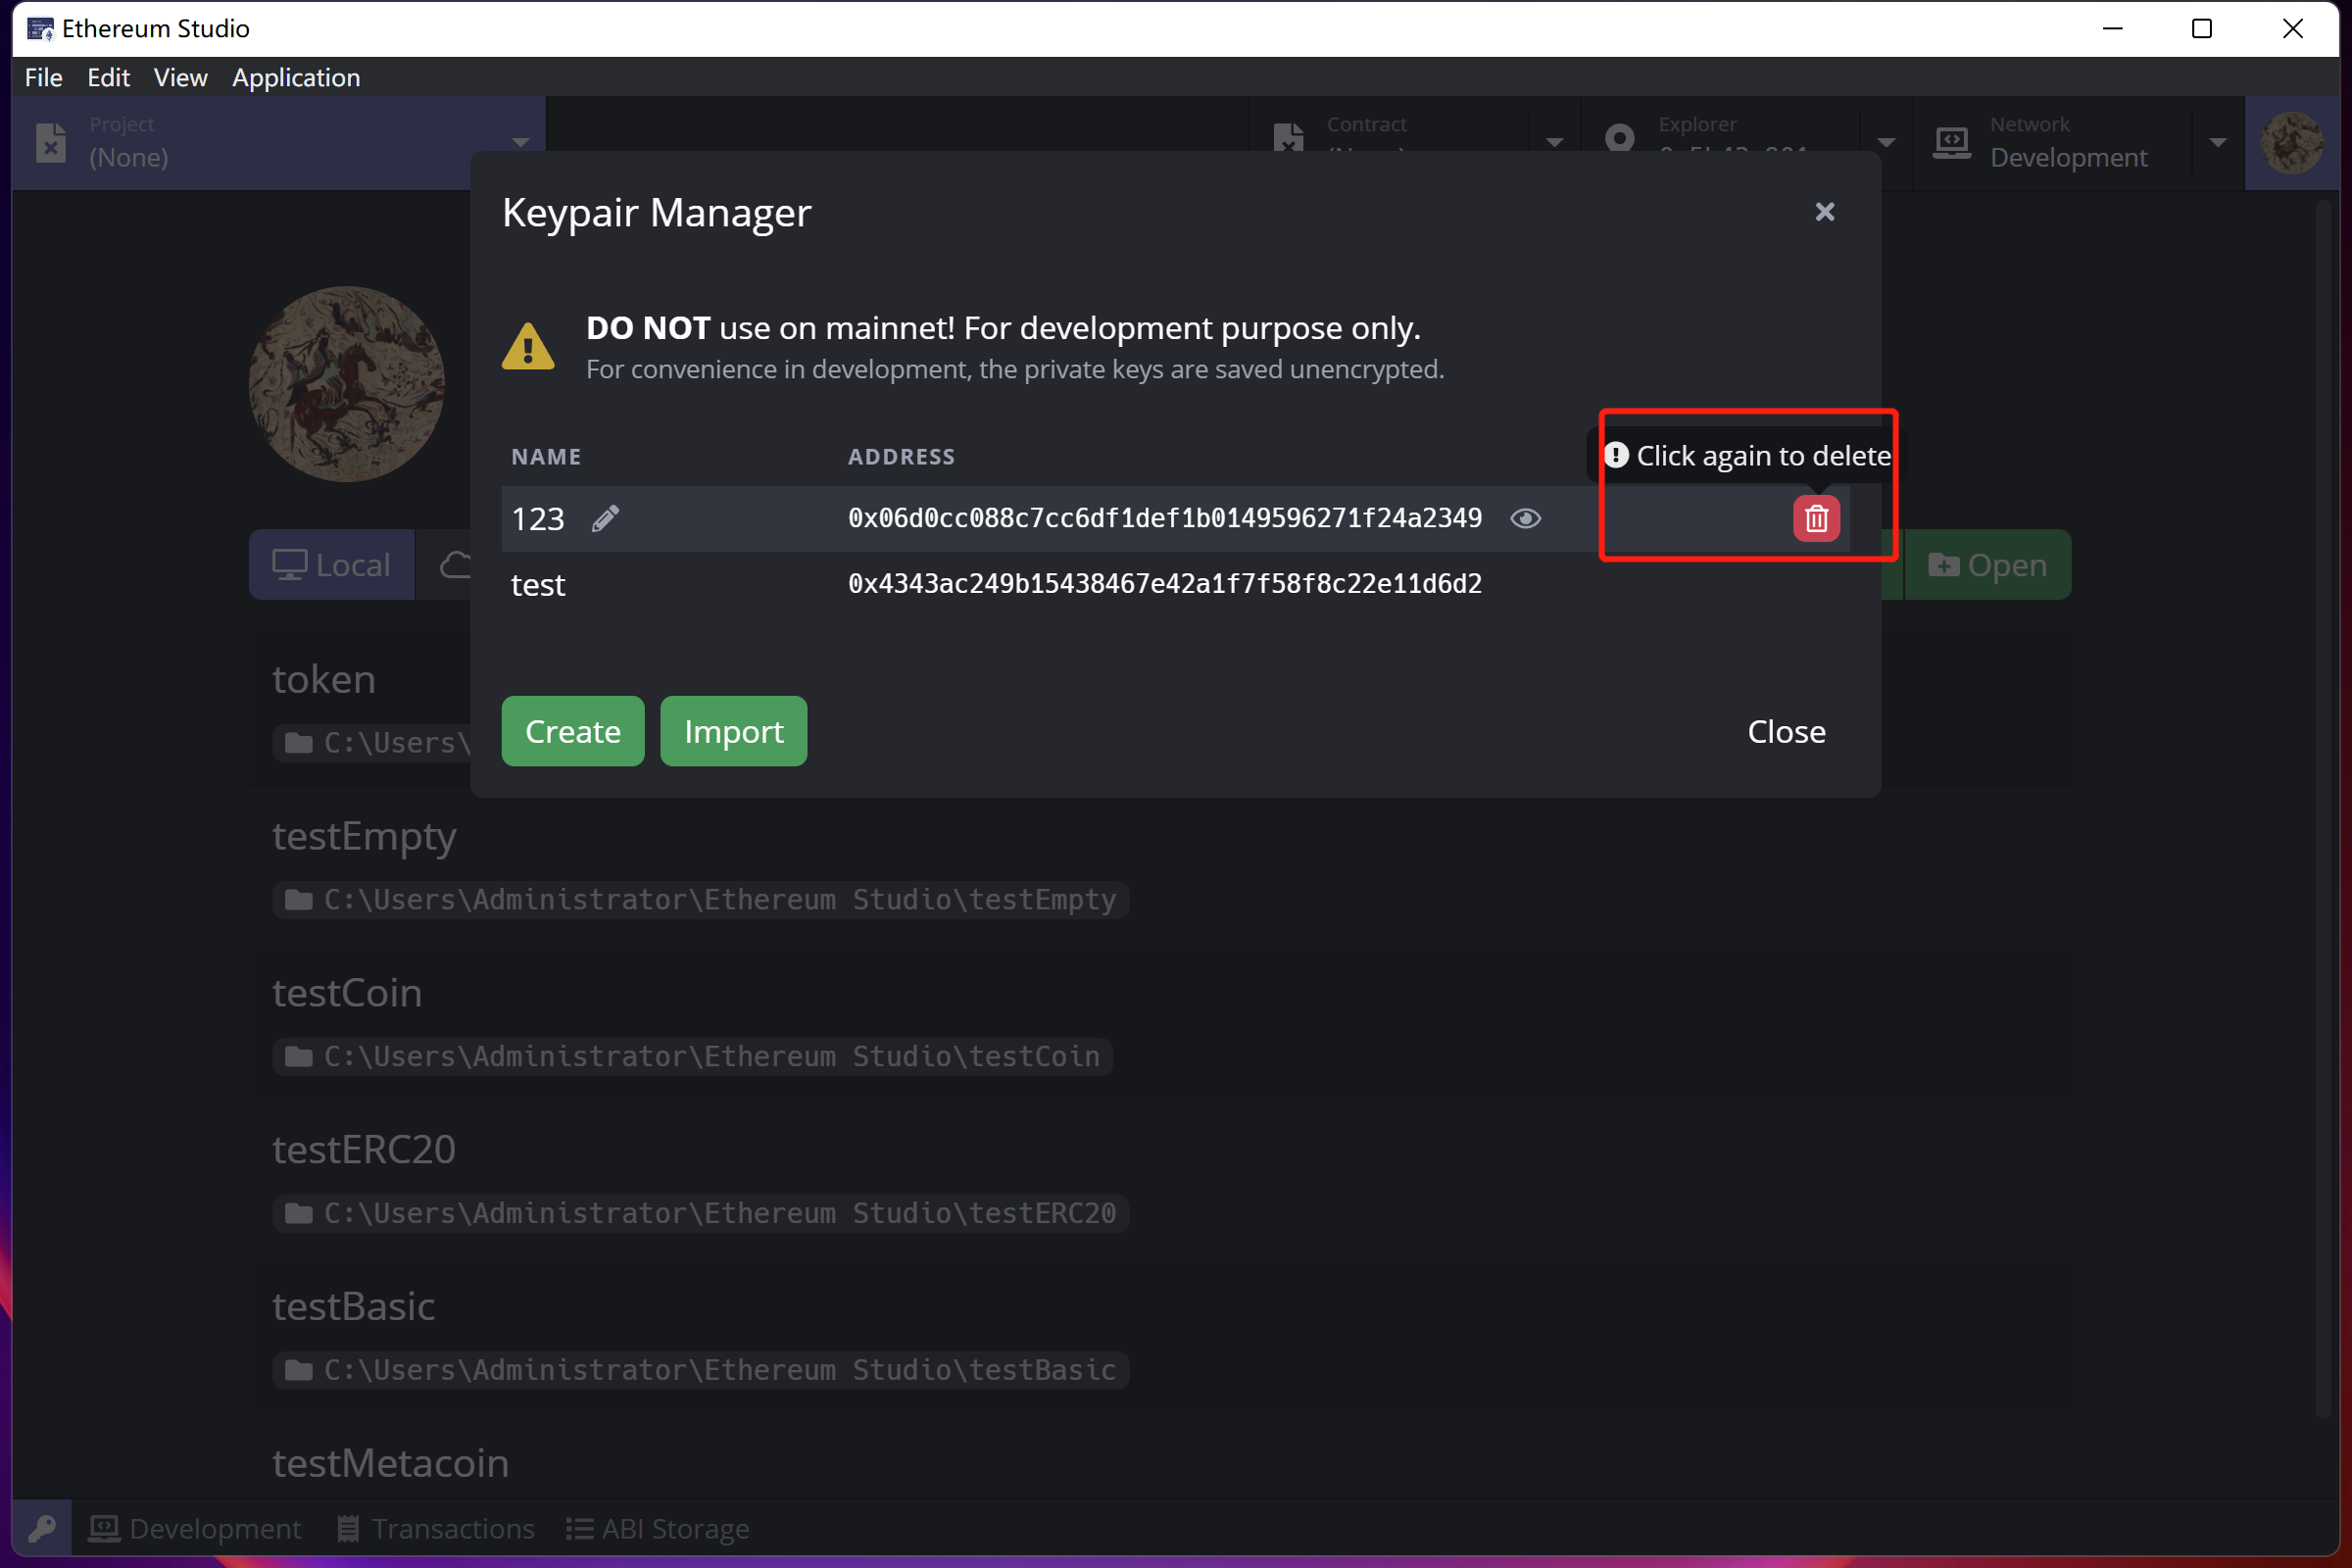 Ethereum Studio
File Edit View Application
Project
(None)
Contract
Explorer
Network
Development
Keypair Manager
DO NOT use on mainnet! For development purpose only.
For convenience in development, the private keys are saved unencrypted.
NAME ADDRESS
Click again to delete
123 0x06d0cc088c7cc6df1def1b0149596271f24a2349
test 0x4343ac249b15438467e42a1f7f58f8c22e11d6d2
Local
Open
Create Import Close
token
C:\Users\
testEmpty
C:\Users\Administrator\Ethereum Studio\testEmpty
testCoin
C:\Users\Administrator\Ethereum Studio\testCoin
testERC20
C:\Users\Administrator\Ethereum Studio\testERC20
testBasic
C:\Users\Administrator\Ethereum Studio\testBasic
testMetacoin
Development Transactions ABI Storage